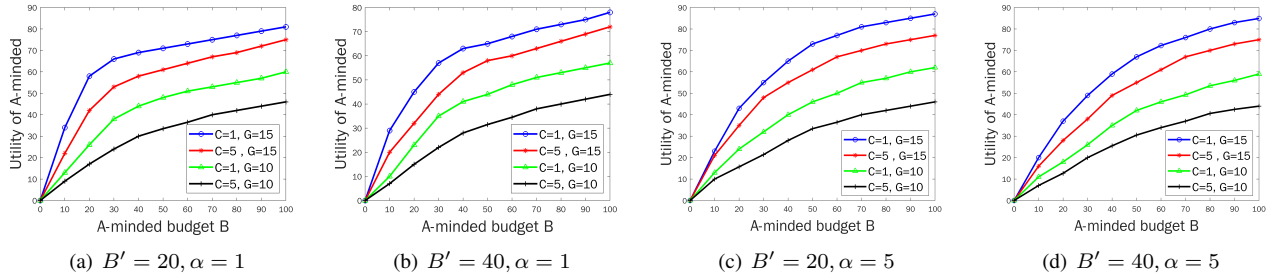 90
80
70
60
50
40
30
20
10
0
Utility of A-minded
C=1, G=15
C=5 , G=15
C=1, G=10
C=5, G=10
0 10 20 30 40 50 60 70 80 90 100
A-minded budget B
(a) B′ = 20, α = 1
80
70
60
50
40
30
20
10
0
Utility of A-minded
C=1, G=15
C=5 , G=15
C=1, G=10
C=5, G=10
0 10 20 30 40 50 60 70 80 90 100
A-minded budget B
(b) B′ = 40, α = 1
90
80
70
60
50
40
30
20
10
0
Utility of A-minded
C=1, G=15
C=5 , G=15
C=1, G=10
C=5, G=10
0 10 20 30 40 50 60 70 80 90 100
A-minded budget B
(c) B′ = 20, α = 5
90
80
70
60
50
40
30
20
10
0
Utility of A-minded
C=1, G=15
C=5 , G=15
C=1, G=10
C=5, G=10
0 10 20 30 40 50 60 70 80 90 100
A-minded budget B
(d) B′ = 40, α = 5